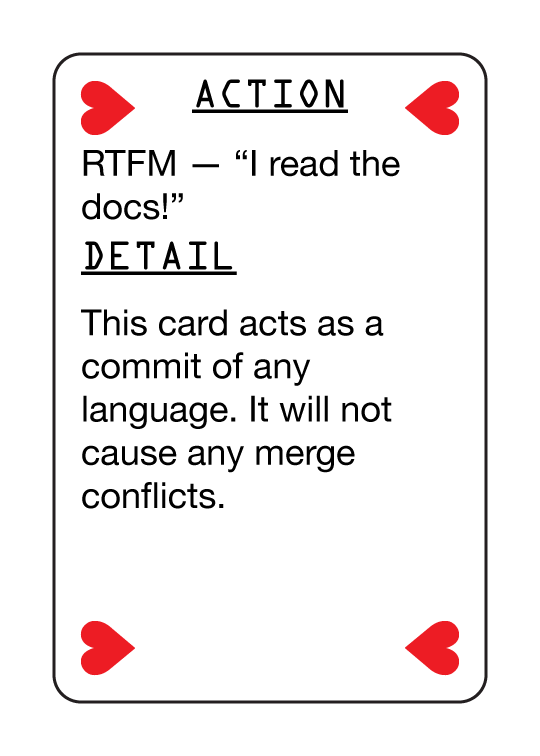 ACTION
RTFM — “I read the
docs!”
DETAIL
This card acts as a
commit of any
language. It will not
cause any merge
conflicts.